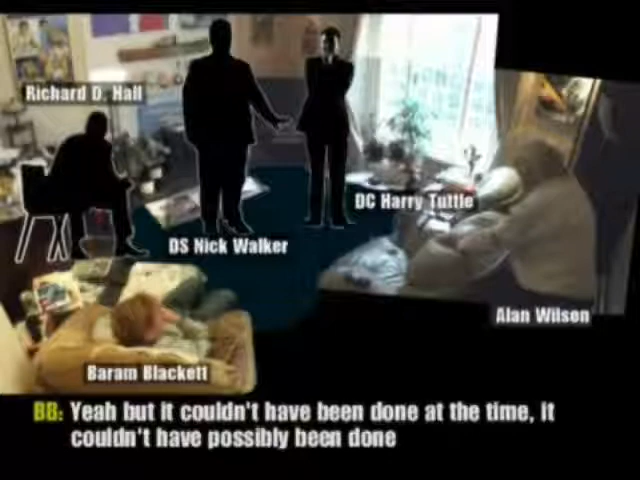 Richard D. Hall
DC Harry Tuttle
DS Nick Walker
Alan Wilson
Baram Blackett
BB: Yeah but it couldn't have been done at the time, it
couldn't have possibly been done